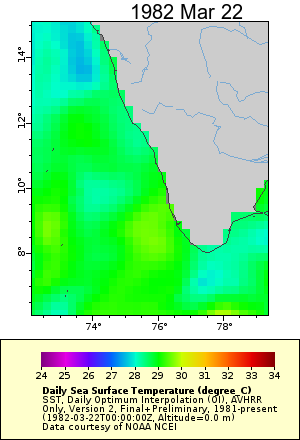 1982 Mar 22
14°
12°
10°
8°
74°
76°
78°
24 25 26 27 28 29 30 31 32 33 34
Daily Sea Surface Temperature (degree_C)
SST, Daily Optimum Interpolation (OI), AVHRR
Only, Version 2, Final+Preliminary, 1981-present
(1982-03-22T00:00:00Z, Altitude=0.0 m)
Data courtesy of NOAA NCEI